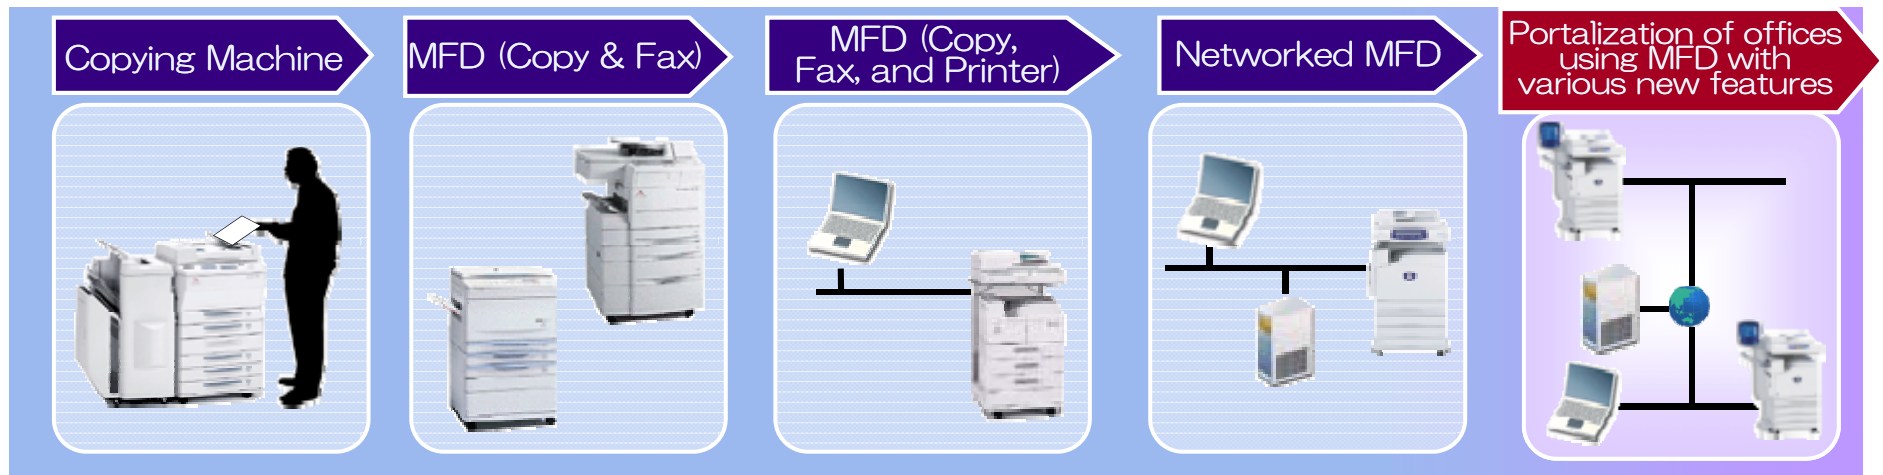 Copying Machine
MFD (Copy & Fax)
MFD (Copy,
Fax, and Printer)
Networked MFD
Portalization of offices
using MFD with
various new features